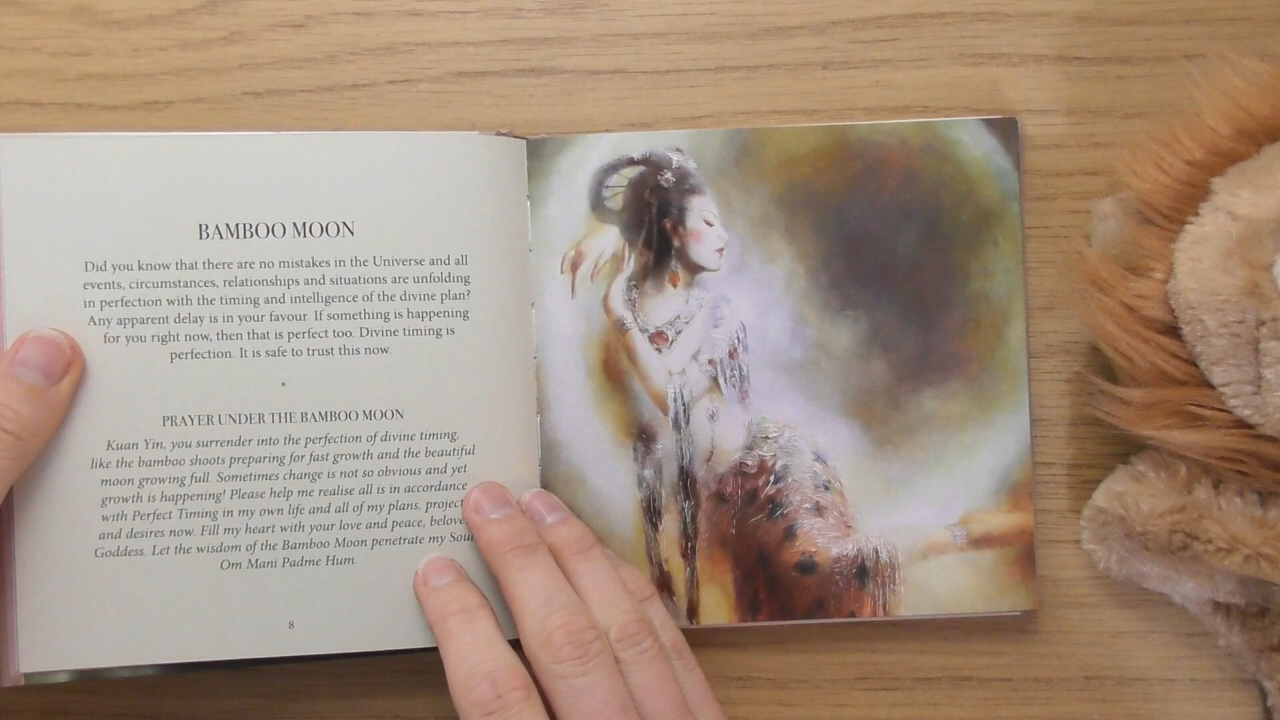 BAMBOO MOON
Did you know that there are no mistakes in the Universe and all
events, circumstances, relationships and situations are unfolding
in perfection with the timing and intelligence of the divine plan?
Any apparent delay is in your favour. If something is happening
for you right now, then that is perfect too. Divine timing is
perfection. It is safe to trust this now.
PRAYER UNDER THE BAMBOO MOON
Kuan Yin, you surrender into the perfection of divine timing,
like the bamboo shoots preparing for fast growth and the beautiful
moon growing full. Sometimes change is not so obvious and yet
growth is happening! Please help me realise all is in accordance
with Perfect Timing in my own life and all of my plans, project
and desires now. Fill my heart with your love and peace, belove
Goddess. Let the wisdom of the Bamboo Moon penetrate my Sou
Om Mani Padme Hum.
8